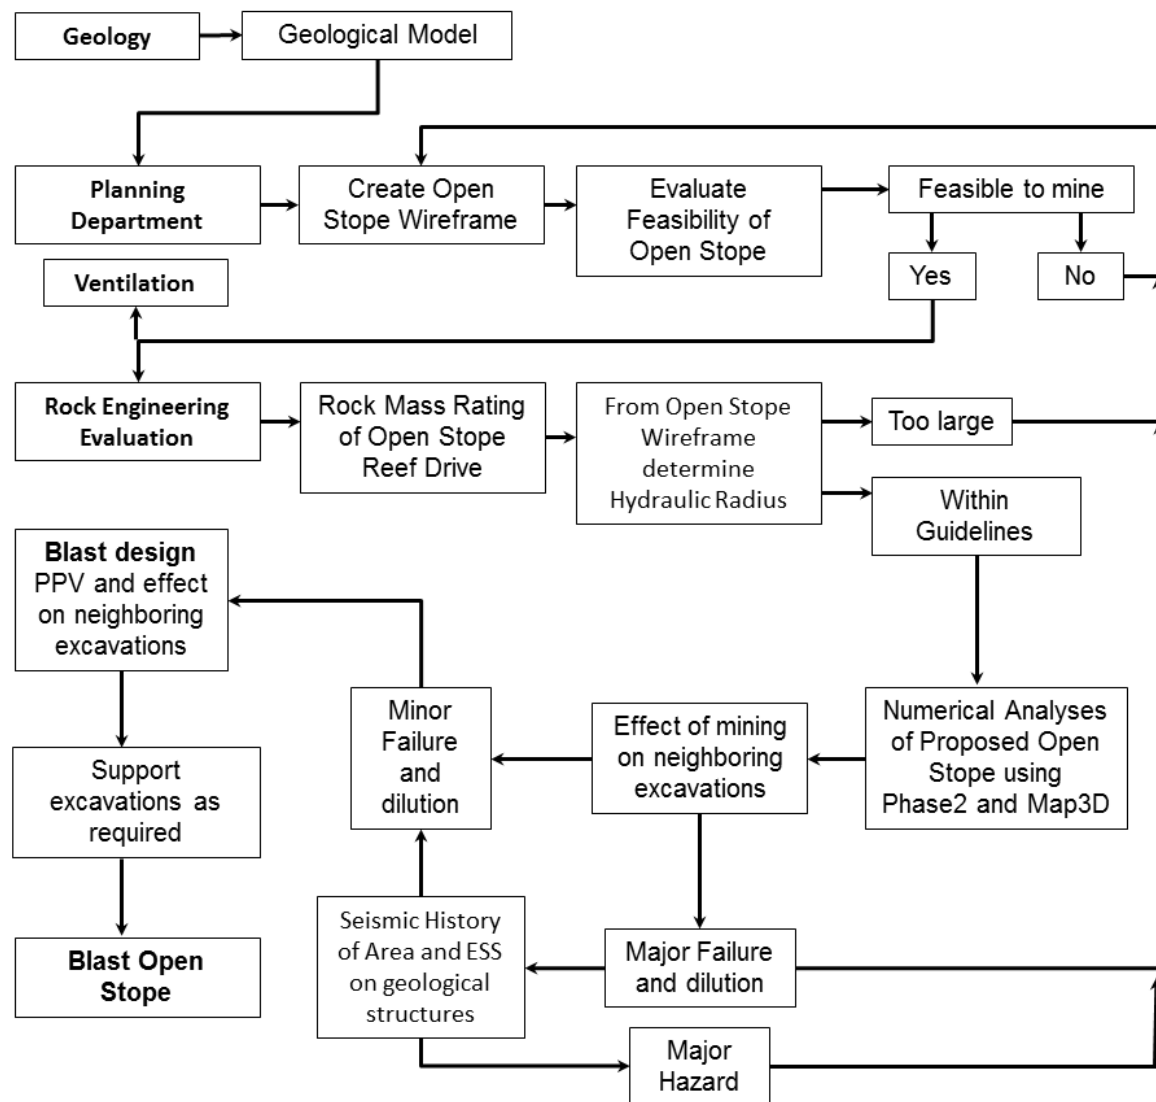 Geology
Geological Model
Planning
Department
Create Open
Stope Wireframe
Evaluate
Feasibility of
Open Stope
Feasible to mine
Yes
No
Ventilation
Rock Engineering
Evaluation
Rock Mass Rating
of Open Stope
Reef Drive
From Open Stope
Wireframe
determine
Hydraulic Radius
Too large
Within
Guidelines
Blast design
PPV and effect
on neighboring
excavations
Minor
Failure
and
dilution
Effect of mining
on neighboring
excavations
Numerical Analyses
of Proposed Open
Stope using
Phase2 and Map3D
Support
excavations as
required
Seismic History
of Area and ESS
on geological
structures
Major Failure
and dilution
Blast Open
Stope
Major
Hazard